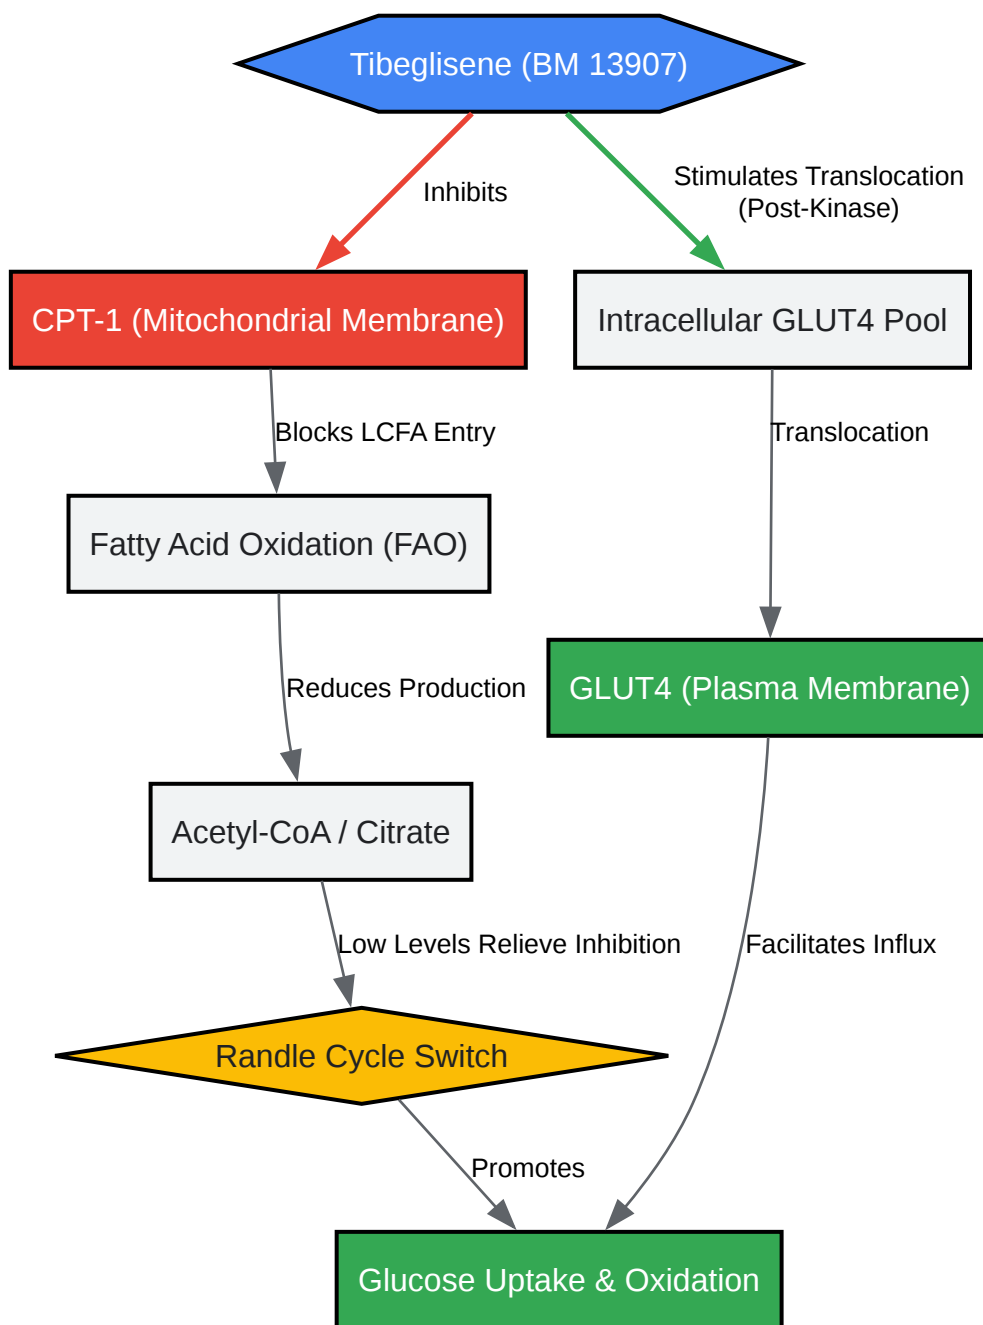 Tibeglisene (BM 13907)
Inhibits
Stimulates Translocation
(Post-Kinase)
CPT-1 (Mitochondrial Membrane)
Intracellular GLUT4 Pool
Blocks LCFA Entry
Translocation
Fatty Acid Oxidation (FAO)
Reduces Production
GLUT4 (Plasma Membrane)
Acetyl-CoA / Citrate
Low Levels Relieve Inhibition
Facilitates Influx
Randle Cycle Switch
Promotes
Glucose Uptake & Oxidation